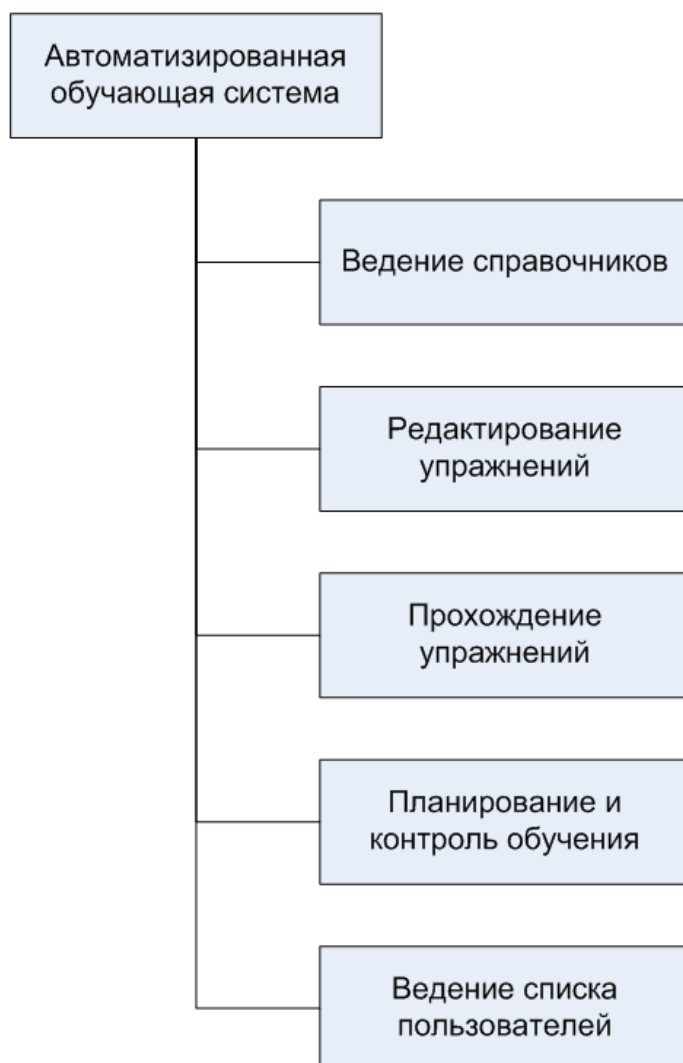 Автоматизированная
обучающая система
Ведение справочников
Редактирование
упражнений
Прохождение
упражнений
Планирование и
контроль обучения
Ведение списка
пользователей